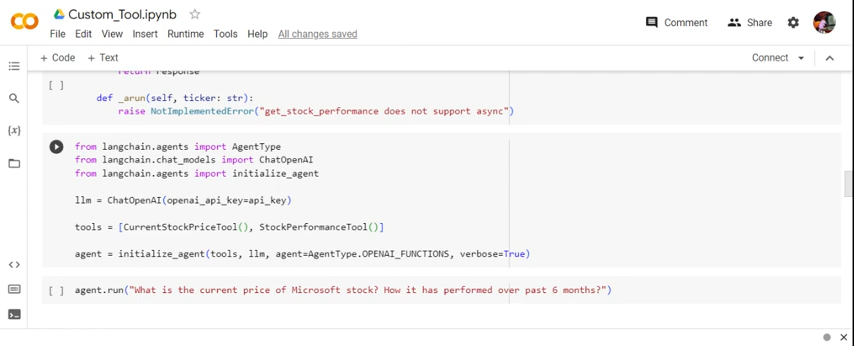 CO
Custom_Tool.ipynb
File Edit View Insert Runtime Tools Help All changes saved
Comment Share
+ Code + Text
Connect
return response
[ ]
def _arun(self, ticker: str):
raise NotImplementedError("get_stock_performance does not support async")
{x}
from langchain.agents import AgentType
from langchain.chat_models import ChatOpenAI
from langchain.agents import initialize_agent
llm = ChatOpenAI(openai_api_key=api_key)
tools = [CurrentStockPriceTool(), StockPerformanceTool()]
agent = initialize_agent(tools, llm, agent=AgentType.OPENAI_FUNCTIONS, verbose=True)
[ ] agent.run("What is the current price of Microsoft stock? How it has performed over past 6 months?")